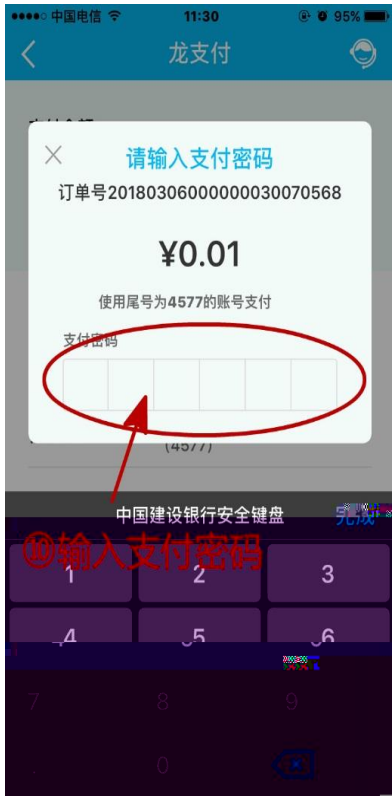 中国电信 11:30 95%
龙支付
请输入支付密码
订单号20180306000000030070568
¥0.01
使用尾号为4577的账号支付
支付密码
(4577)
中国建设银行安全键盘 完成
⑩输入支付密码
1 2 3
4 5 6
7 8 9
. 0